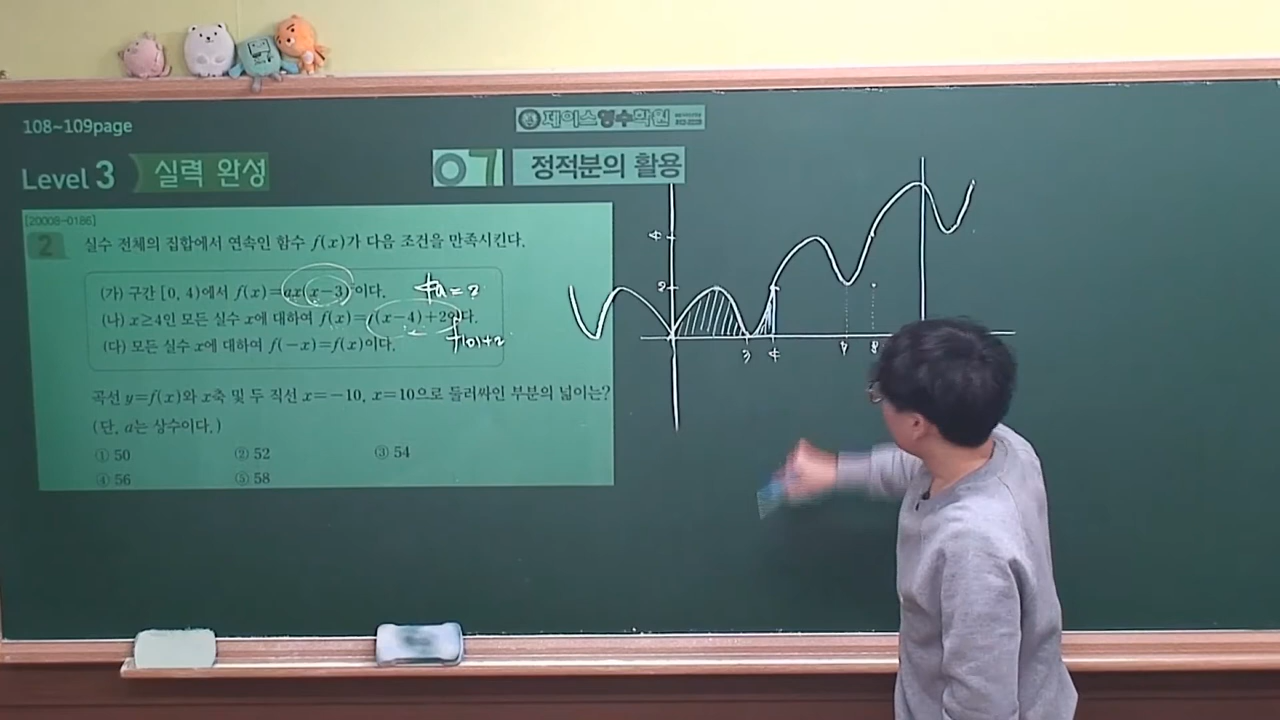 108~109page
제이스영수학원
Level 3 실력 완성
07 정적분의 활용
[20008-0186]
2 실수 전체의 집합에서 연속인 함수 f(x)가 다음 조건을 만족시킨다.
(가) 구간 [0, 4)에서 f(x)=ax(x-3) 이다. 4a=2
(나) x≥4인 모든 실수 x에 대하여 f(x)=f(x-4)+2이다.
f(0)+2
(다) 모든 실수 x에 대하여 f(-x)=f(x)이다.
곡선 y=f(x)와 x축 및 두 직선 x=-10, x=10으로 둘러싸인 부분의 넓이는?
(단, a는 상수이다.)
① 50 ② 52 ③ 54
④ 56 ⑤ 58
4
2
3 4 7 8